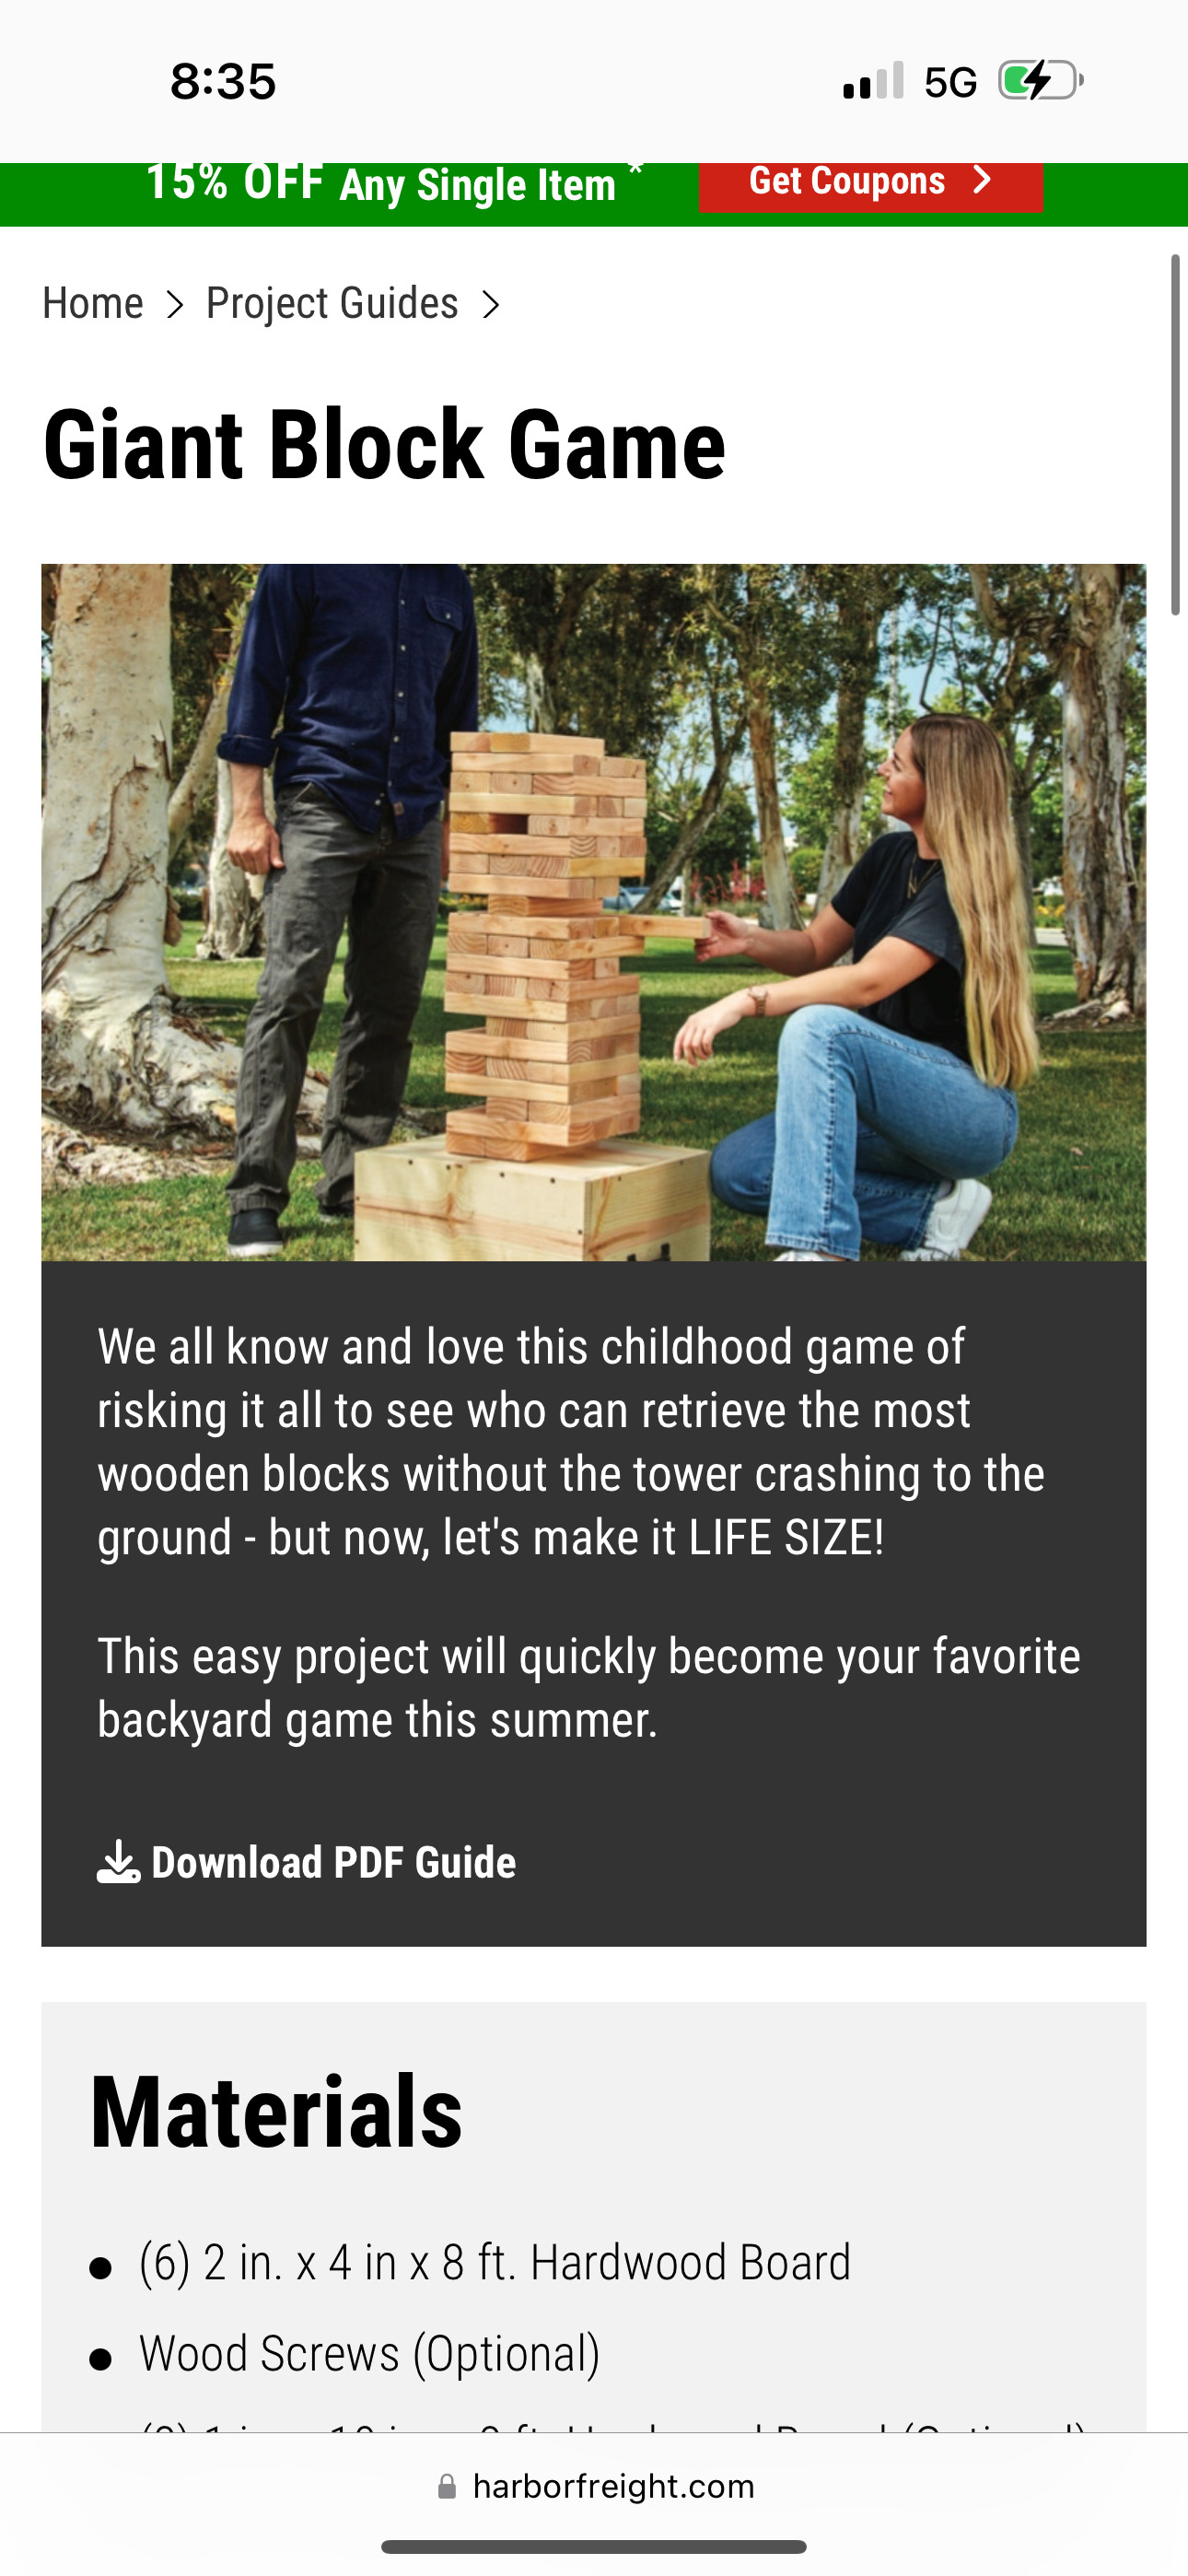 8:35
5G
15% OFF Any Single Item *
Get Coupons
Home > Project Guides >
Giant Block Game
We all know and love this childhood game of
risking it all to see who can retrieve the most
wooden blocks without the tower crashing to the
ground - but now, let's make it LIFE SIZE!
This easy project will quickly become your favorite
backyard game this summer.
Download PDF Guide
Materials
● (6) 2 in. x 4 in x 8 ft. Hardwood Board
● Wood Screws (Optional)
harborfreight.com